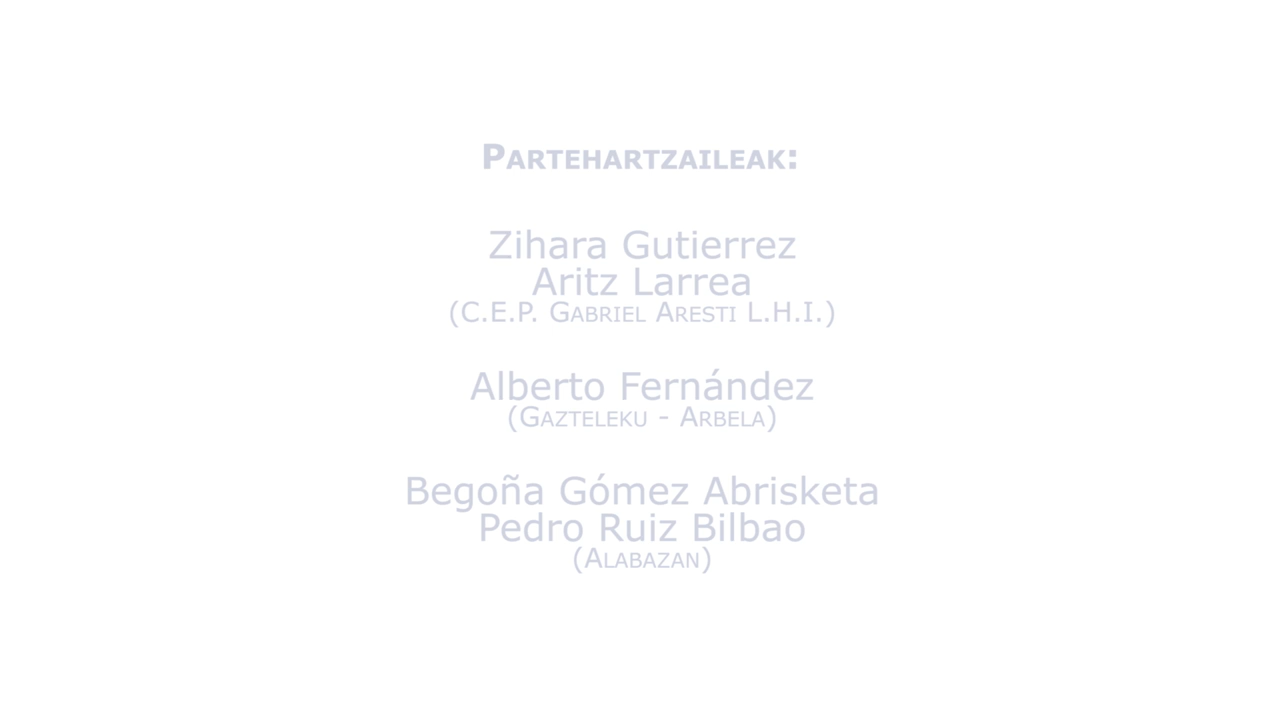 Partehartzaileak:
Zihara Gutierrez
Aritz Larrea
(C.E.P. Gabriel Aresti L.H.I.)
Alberto Fernández
(Gazteleku - Arbela)
Begoña Gómez Abrisketa
Pedro Ruiz Bilbao
(Alabazan)